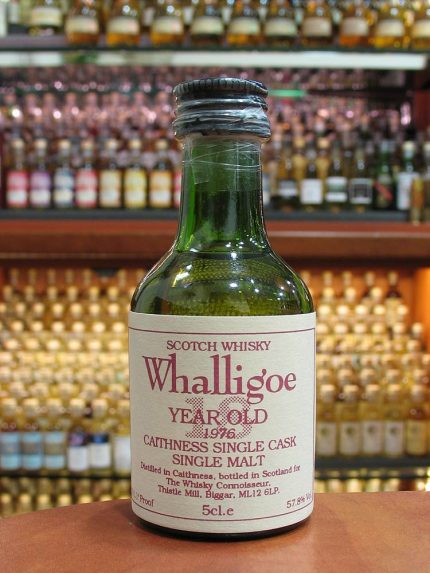 SCOTCH WHISKY
Whalligoe
18
YEAR OLD
1976
CAITHNESS SINGLE CASK
SINGLE MALT
Distilled in Caithness, bottled in Scotland for
The Whisky Connoisseur,
Thistle Mill, Biggar, ML12 6LP.
Proof 57.8%
5cl.e